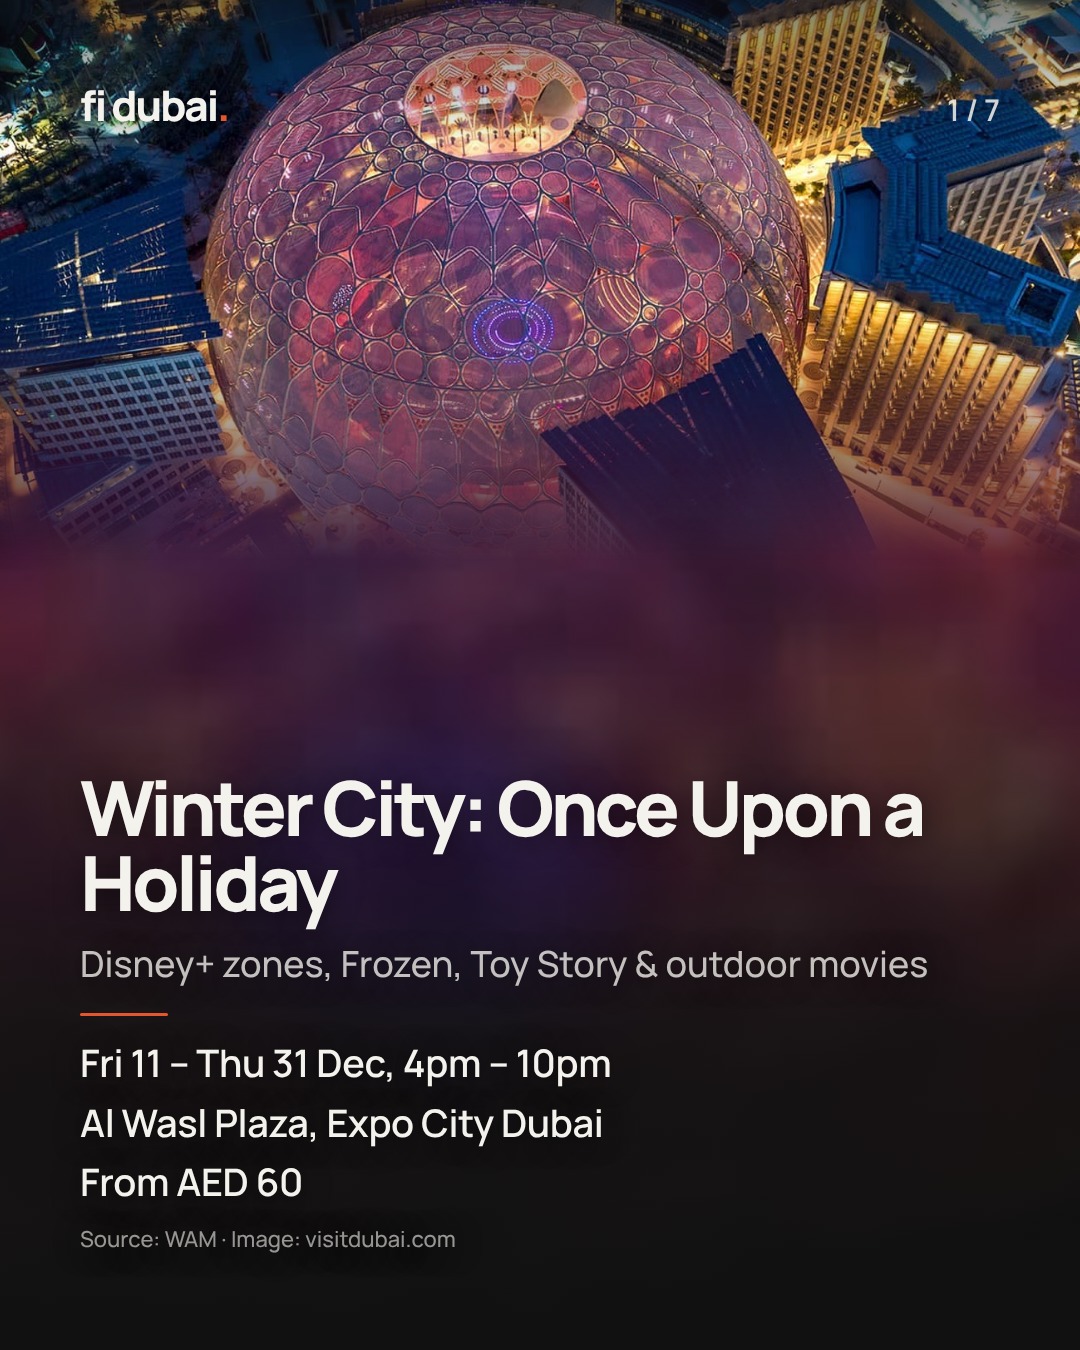 fi dubai.
1 / 7
Winter City: Once Upon a
Holiday
Disney+ zones, Frozen, Toy Story & outdoor movies
Fri 11 – Thu 31 Dec, 4pm – 10pm
Al Wasl Plaza, Expo City Dubai
From AED 60
Source: WAM · Image: visitdubai.com